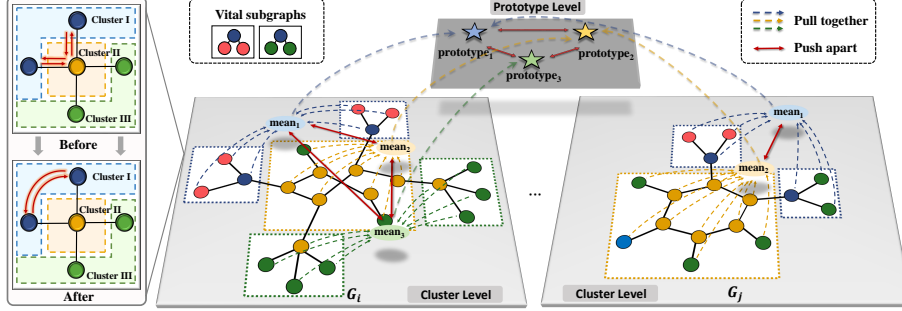 Cluster I
Cluster II
Cluster III
Before
Cluster I
Cluster II
Cluster III
After
Vital subgraphs
Prototype Level
prototype1
prototype2
prototype3
Pull together
Push apart
mean1
mean2
mean3
Gi
Cluster Level
...
mean1
mean2
Cluster Level
Gj